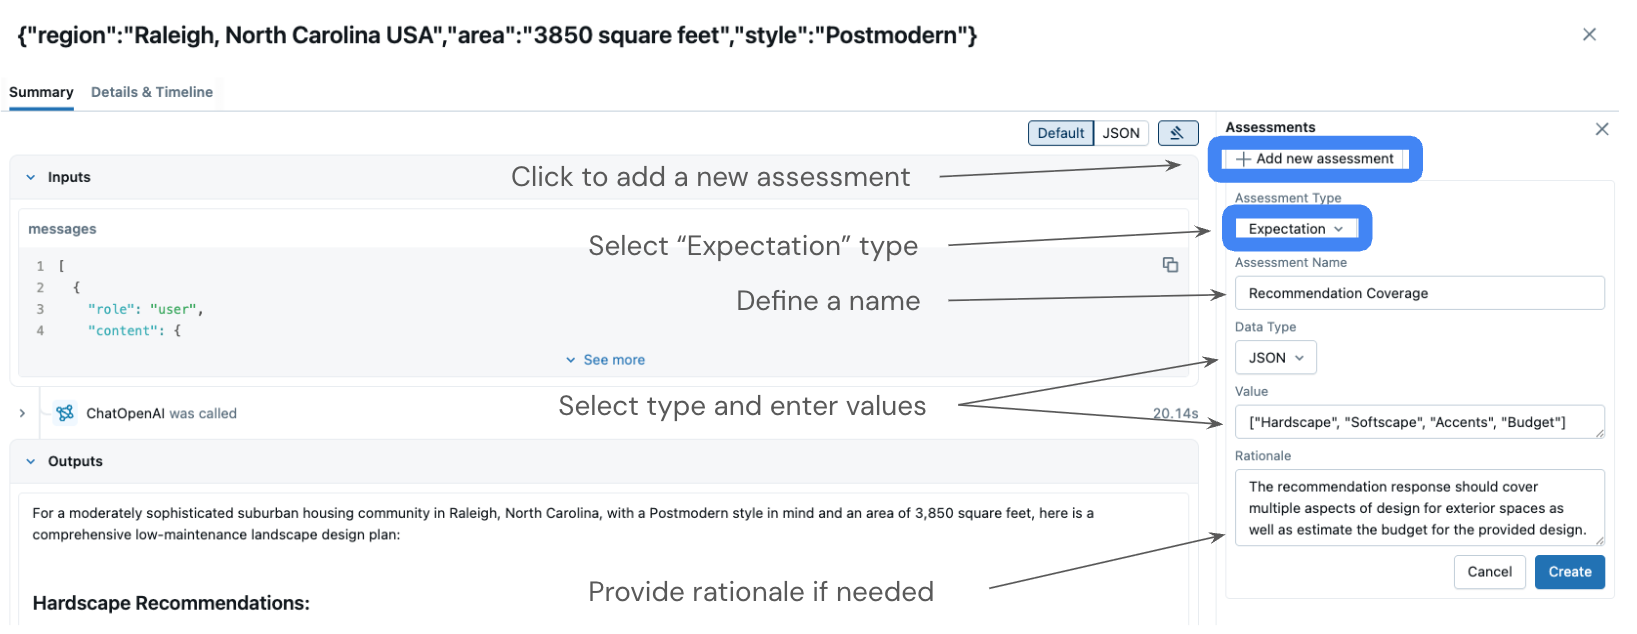 {"region":"Raleigh, North Carolina USA","area":"3850 square feet","style":"Postmodern"}
Summary
Details & Timeline
Default
JSON
Inputs
messages
1 [
2 {
3 "role": "user",
4 "content": {
See more
ChatOpenAI was called
20.14s
Outputs
For a moderately sophisticated suburban housing community in Raleigh, North Carolina, with a Postmodern style in mind and an area of 3,850 square feet, here is a
comprehensive low-maintenance landscape design plan:
Hardscape Recommendations:
Click to add a new assessment
Select “Expectation” type
Define a name
Select type and enter values
Provide rationale if needed
Assessments
Add new assessment
Assessment Type
Expectation
Assessment Name
Recommendation Coverage
Data Type
JSON
Value
["Hardscape", "Softscape", "Accents", "Budget"]
Rationale
The recommendation response should cover
multiple aspects of design for exterior spaces as
well as estimate the budget for the provided design.
Cancel
Create